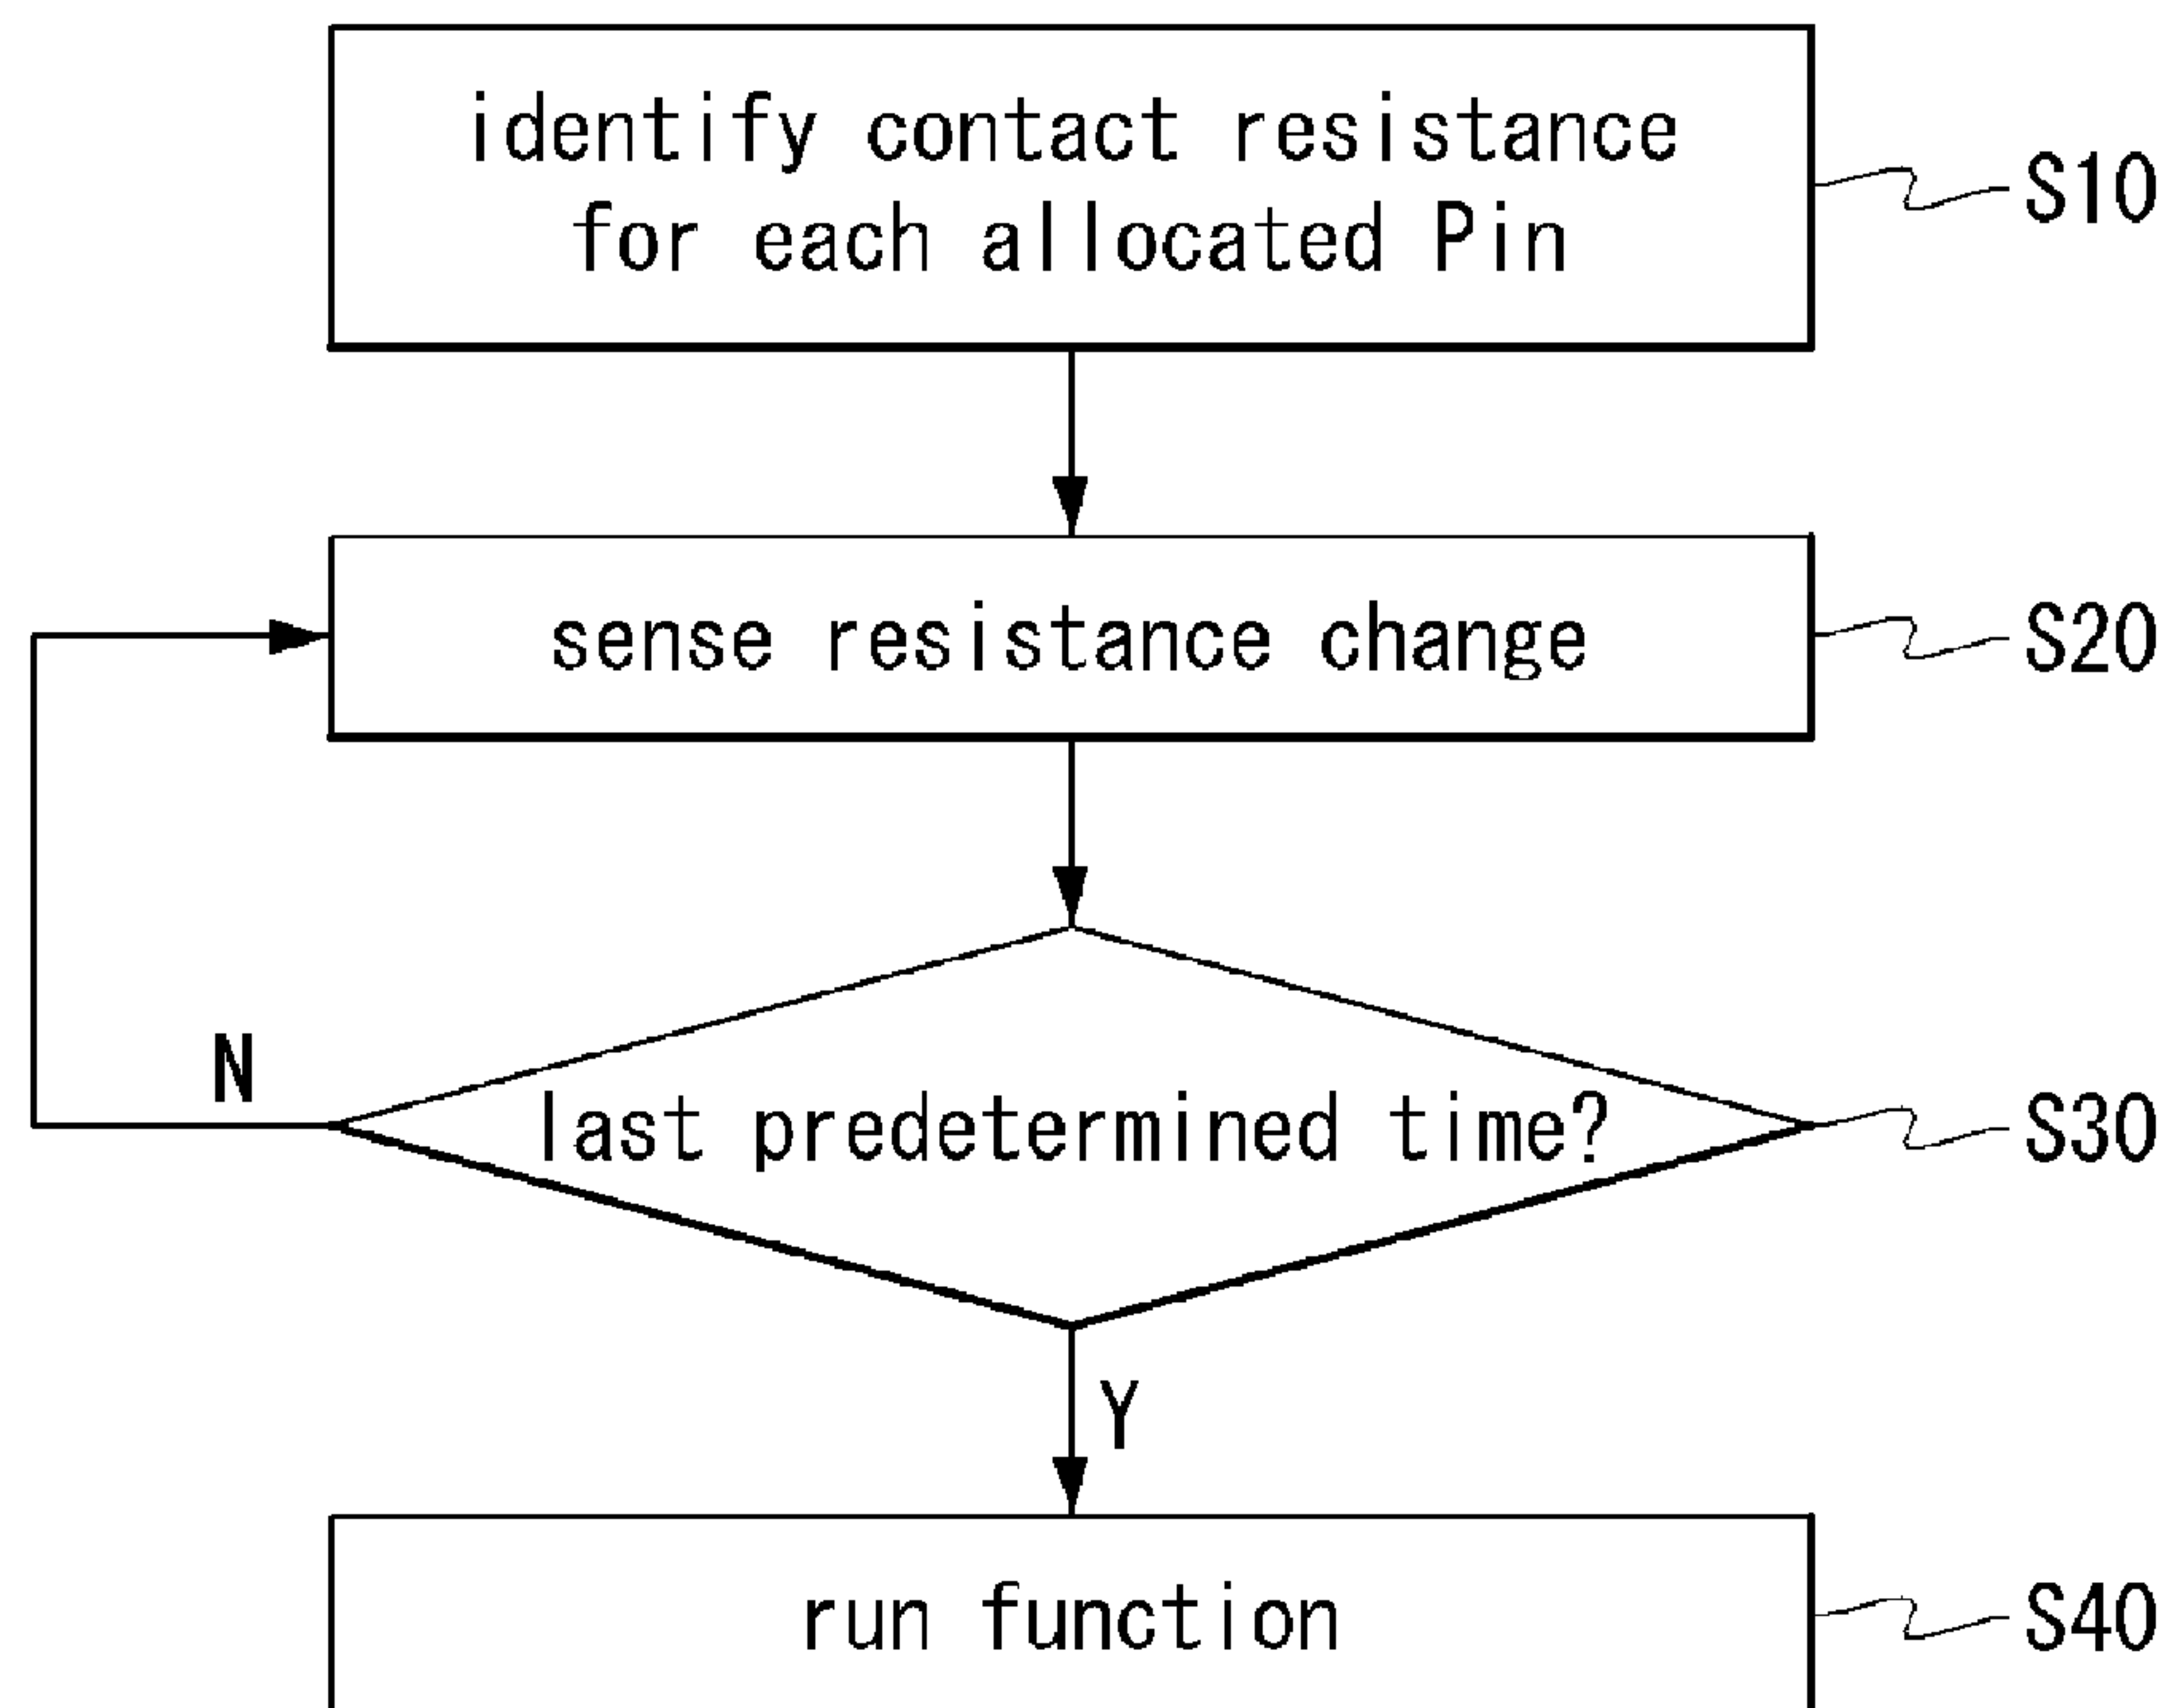 identify contact resistance
for each allocated Pin
S10
sense resistance change
S20
N
last predetermined time?
S30
Y
run function
S40